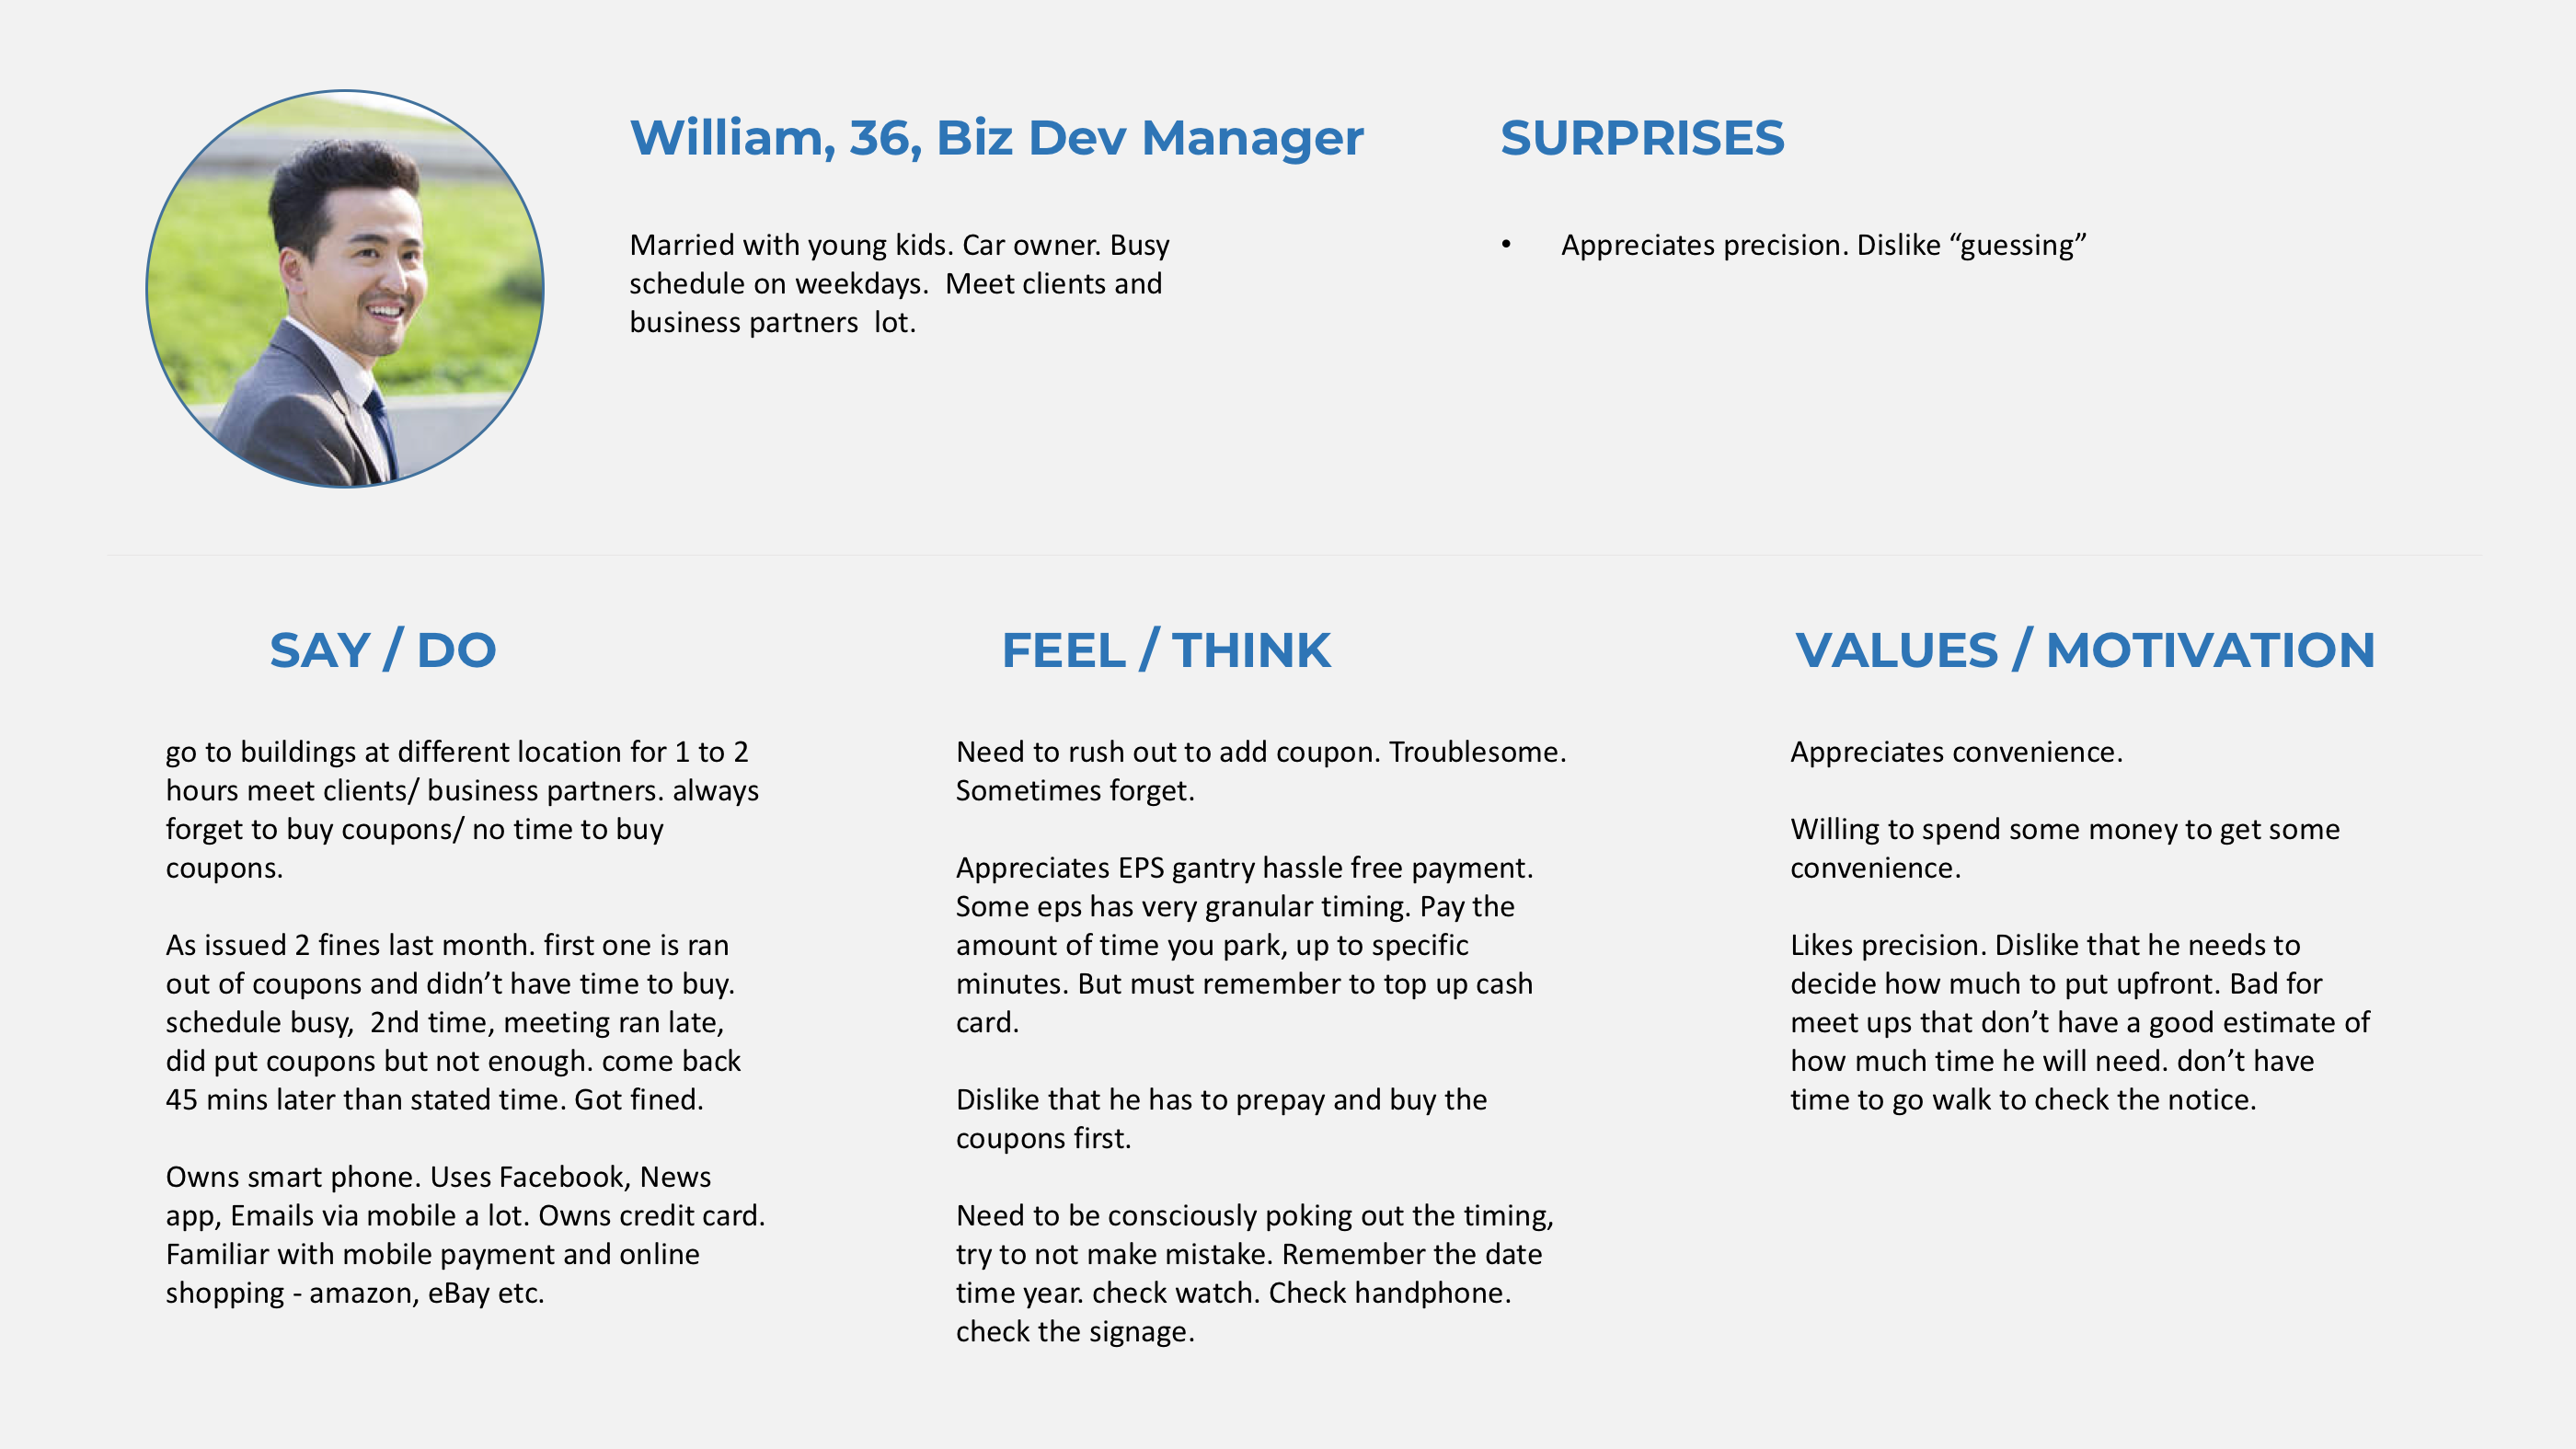 William, 36, Biz Dev Manager
Married with young kids. Car owner. Busy
schedule on weekdays.  Meet clients and
business partners  lot.
SURPRISES
• Appreciates precision. Dislike “guessing”
SAY / DO
go to buildings at different location for 1 to 2
hours meet clients/ business partners. always
forget to buy coupons/ no time to buy
coupons.
As issued 2 fines last month. first one is ran
out of coupons and didn’t have time to buy.
schedule busy,  2nd time, meeting ran late,
did put coupons but not enough. come back
45 mins later than stated time. Got fined.
Owns smart phone. Uses Facebook, News
app, Emails via mobile a lot. Owns credit card.
Familiar with mobile payment and online
shopping - amazon, eBay etc.
FEEL / THINK
Need to rush out to add coupon. Troublesome.
Sometimes forget.
Appreciates EPS gantry hassle free payment.
Some eps has very granular timing. Pay the
amount of time you park, up to specific
minutes. But must remember to top up cash
card.
Dislike that he has to prepay and buy the
coupons first.
Need to be consciously poking out the timing,
try to not make mistake. Remember the date
time year. check watch. Check handphone.
check the signage.
VALUES / MOTIVATION
Appreciates convenience.
Willing to spend some money to get some
convenience.
Likes precision. Dislike that he needs to
decide how much to put upfront. Bad for
meet ups that don’t have a good estimate of
how much time he will need. don’t have
time to go walk to check the notice.